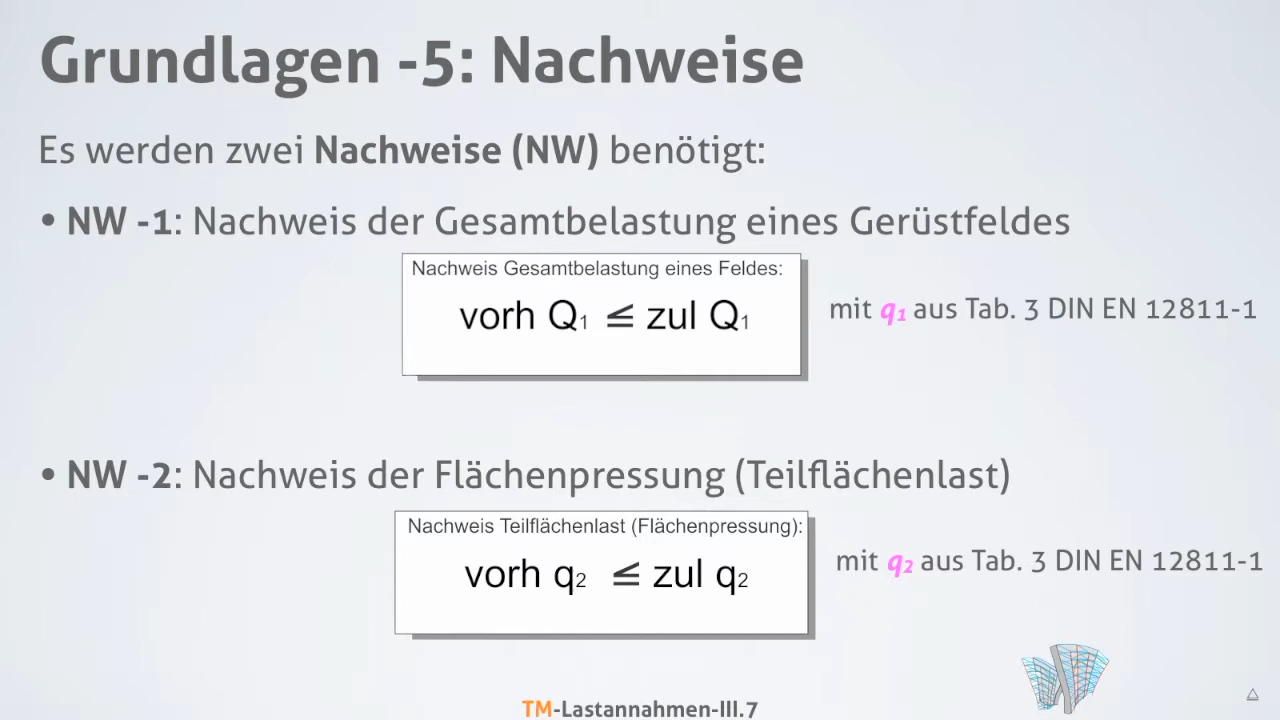 Grundlagen -5: Nachweise
Es werden zwei Nachweise (NW) benötigt:
• NW -1: Nachweis der Gesamtbelastung eines Gerüstfeldes
Nachweis Gesamtbelastung eines Feldes:
vorh Q₁ ≤ zul Q₁
mit q₁ aus Tab. 3 DIN EN 12811-1
• NW -2: Nachweis der Flächenpressung (Teilflächenlast)
Nachweis Teilflächenlast (Flächenpressung):
vorh q₂ ≤ zul q₂
mit q₂ aus Tab. 3 DIN EN 12811-1
TM-Lastannahmen-III.7